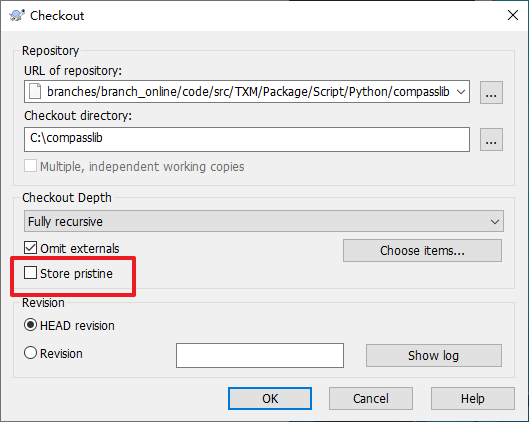 Checkout
Repository
URL of repository:
branches/branch_online/code/src/TXM/Package/Script/Python/compasslib
...
Checkout directory:
C:\compasslib
...
Multiple, independent working copies
Checkout Depth
Fully recursive
Omit externals
Choose items...
Store pristine
Revision
HEAD revision
Revision
Show log
OK
Cancel
Help